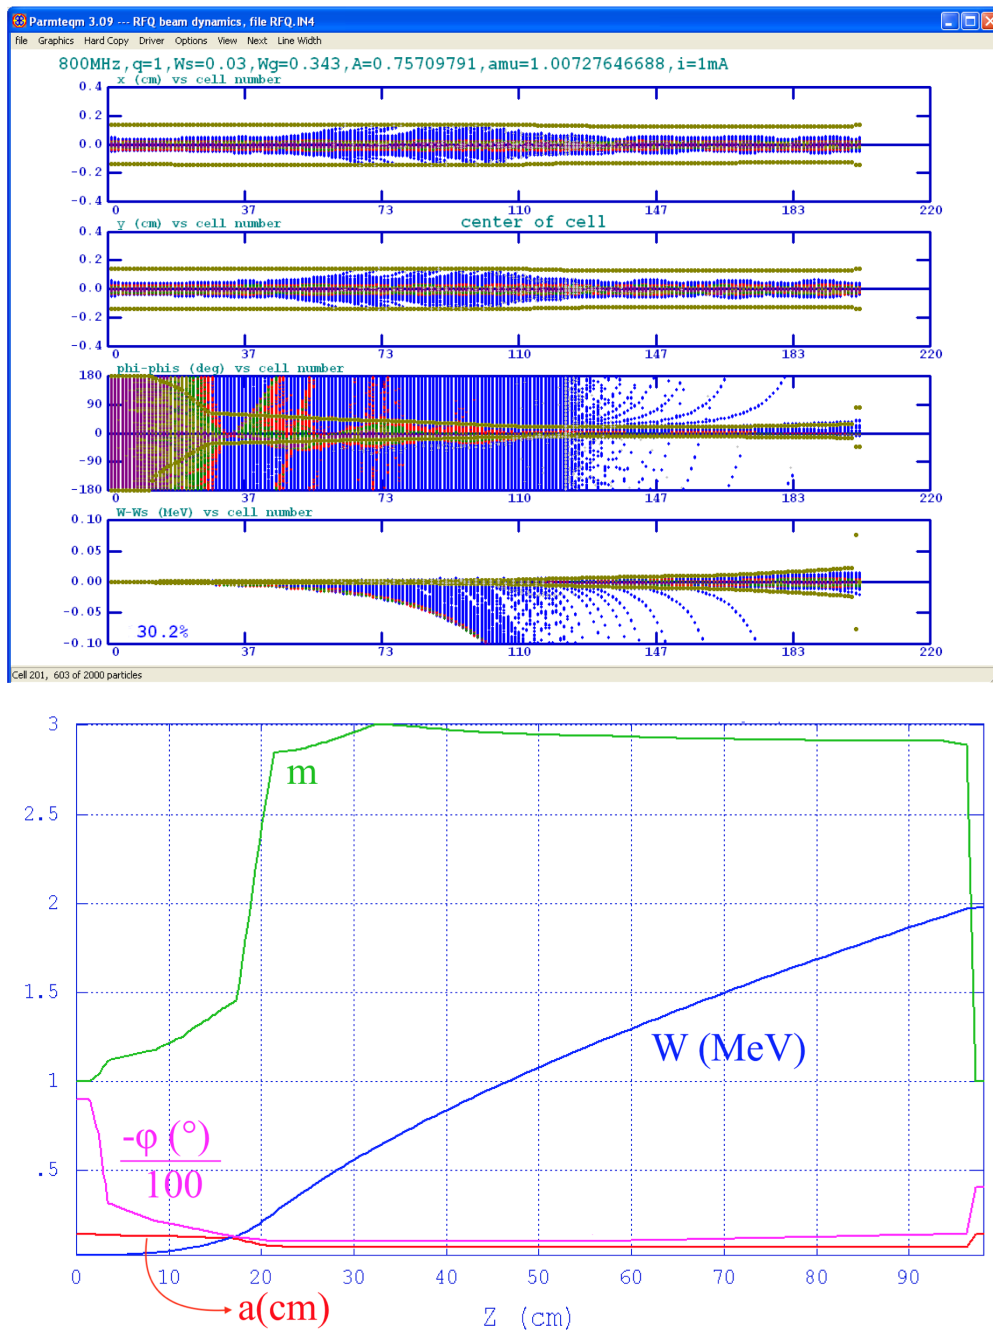 Parmteqm 3.09 --- RFQ beam dynamics, file RFQ.IN4
file Graphics Hard Copy Driver Options View Next Line Width
800MHz,q=1,Ws=0.03,Wg=0.343,A=0.75709791,amu=1.00727646688,i=1mA
x (cm) vs cell number
0.4
0.2
0.0
-0.2
-0.4
0 37 73 110 147 183 220
y (cm) vs cell number
center of cell
0.4
0.2
0.0
-0.2
-0.4
0 37 73 110 147 183 220
phi-phis (deg) vs cell number
180
90
0
-90
-180
0 37 73 110 147 183 220
W-Ws (MeV) vs cell number
0.10
0.05
0.00
-0.05
-0.10
30.2%
0 37 73 110 147 183 220
Cell 201, 603 of 2000 particles
3
m
2.5
2
1.5
W (MeV)
1
-φ (°)
100
.5
0 10 20 30 40 50 60 70 80 90
a(cm)
Z (cm)